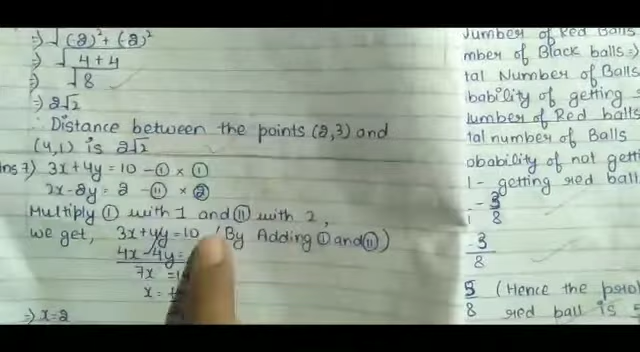 =) √(-2)²+(-2)²
=) √4+4
=) √8
=) 2√2
∴ Distance between the points (2,3) and
(4,1) is 2√2
ns 7) 3x+4y=10 -① × ①
2x-2y=2 -⑪ × ②
Multiply ① with 1 and ⑪ with 2,
we get, 3x+4y=10 (By Adding ① and ⑪)
4x-4y=
7x =1
x =
=) x=2
Number of Red Balls
mber of Black balls =)
tal Number of Balls
bability of getting
Number of Red balls
tal number of Balls
obability of not getti
1- getting red ball
1 - 3
8
-3
8
5 (Hence the pro
8 red ball is 5